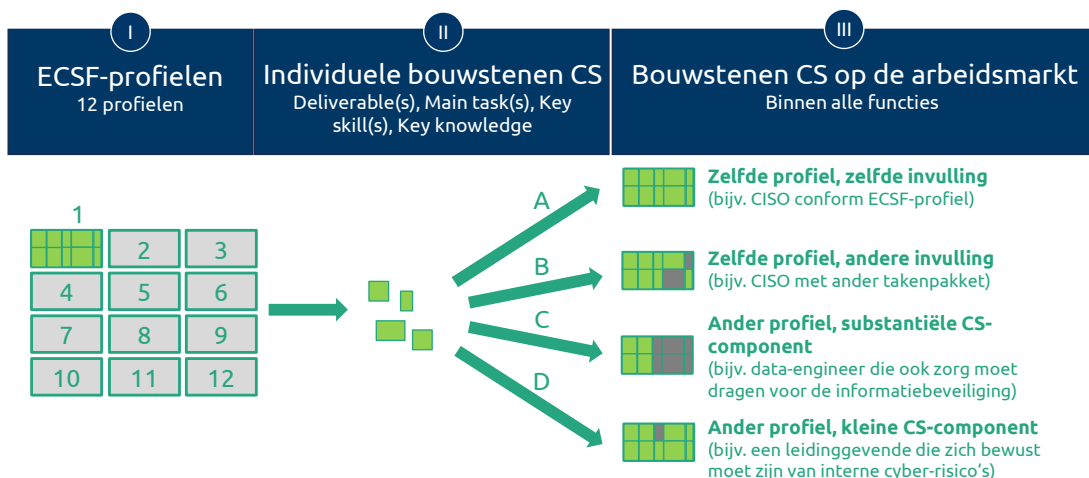 I
ECSF-profielen
12 profielen
II
Individuele bouwstenen CS
Deliverable(s), Main task(s), Key
skill(s), Key knowledge
III
Bouwstenen CS op de arbeidsmarkt
Binnen alle functies
1
2
3
4
5
6
7
8
9
10
11
12
A
B
C
D
Zelfde profiel, zelfde invulling
(bijv. CISO conform ECSF-profiel)
Zelfde profiel, andere invulling
(bijv. CISO met ander takenpakket)
Ander profiel, substantiële CS-
component
(bijv. data-engineer die ook zorg moet
dragen voor de informatiebeveiliging)
Ander profiel, kleine CS-component
(bijv. een leidinggevende die zich bewust
moet zijn van interne cyber-risico's)